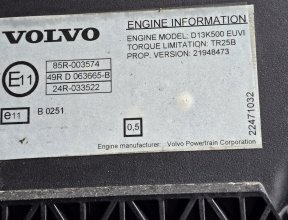 VOLVO
ENGINE INFORMATION
ENGINE MODEL: D13K500 EUVI
TORQUE LIMITATION: TR25B
PROP. VERSION: 21948473
E11
85R-003574
49R D 063665-B
24R-033522
e11
B 0251
0,5
22471032
Engine manufacturer: Volvo Powertrain Corporation